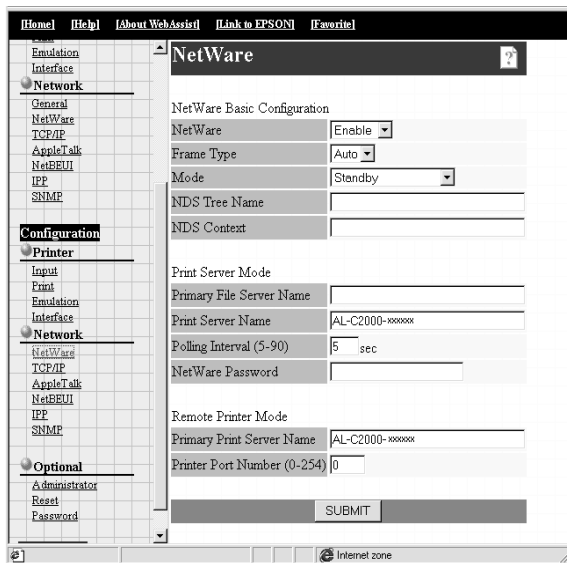 [Home] [Help] [About WebAssist] [Link to EPSON] [Favorite]
Emulation
Interface
Network
General
NetWare
TCP/IP
AppleTalk
NetBEUI
IPP
SNMP
Configuration
Printer
Input
Print
Emulation
Interface
Network
NetWare
TCP/IP
AppleTalk
NetBEUI
IPP
SNMP
Optional
Administrator
Reset
Password
NetWare ?
NetWare Basic Configuration
NetWare Enable
Frame Type Auto
Mode Standby
NDS Tree Name
NDS Context
Print Server Mode
Primary File Server Name
Print Server Name AL-C2000-xxxxxx
Polling Interval (5-90) 5 sec
NetWare Password
Remote Printer Mode
Primary Print Server Name AL-C2000-xxxxxx
Printer Port Number (0-254) 0
SUBMIT
Internet zone